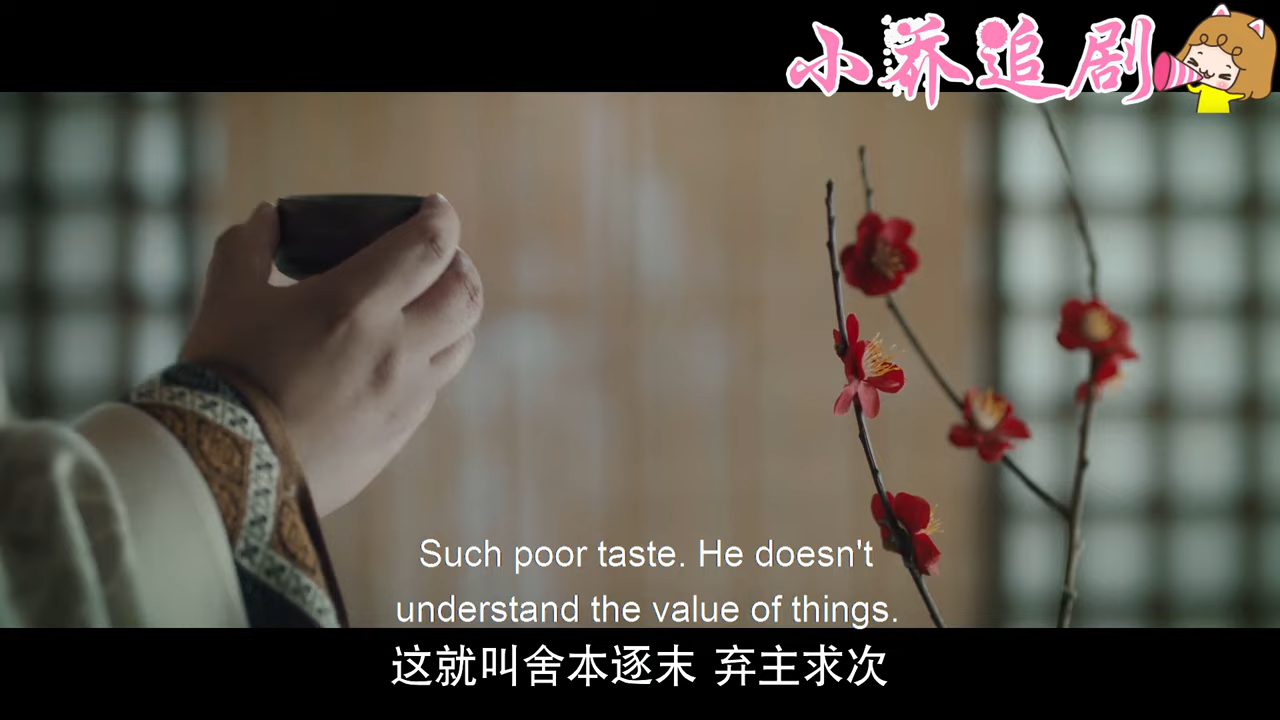 小乔追剧
Such poor taste. He doesn't
understand the value of things.
这就叫舍本逐末 弃主求次